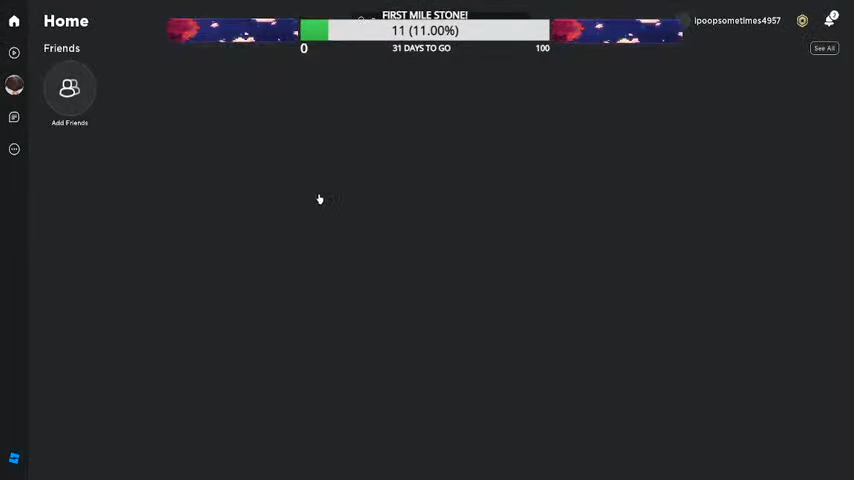 FIRST MILE STONE!
Home
11 (11.00%)
ipoopsometimes4957
2
Friends
0
31 DAYS TO GO
100
See All
Add Friends